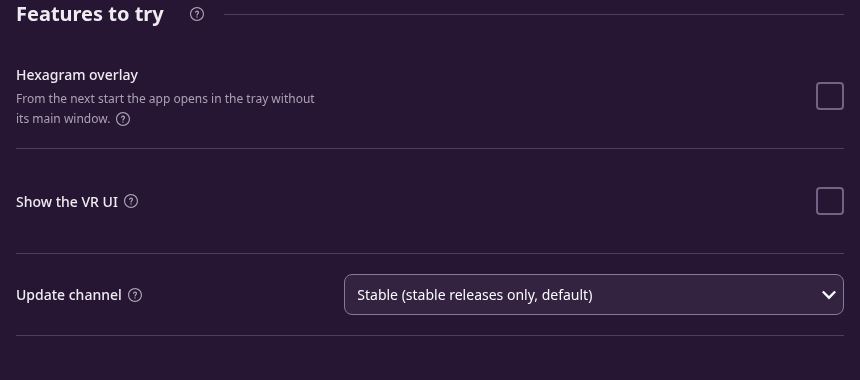 Features to try
Hexagram overlay
From the next start the app opens in the tray without
its main window.
Show the VR UI
Update channel
Stable (stable releases only, default)